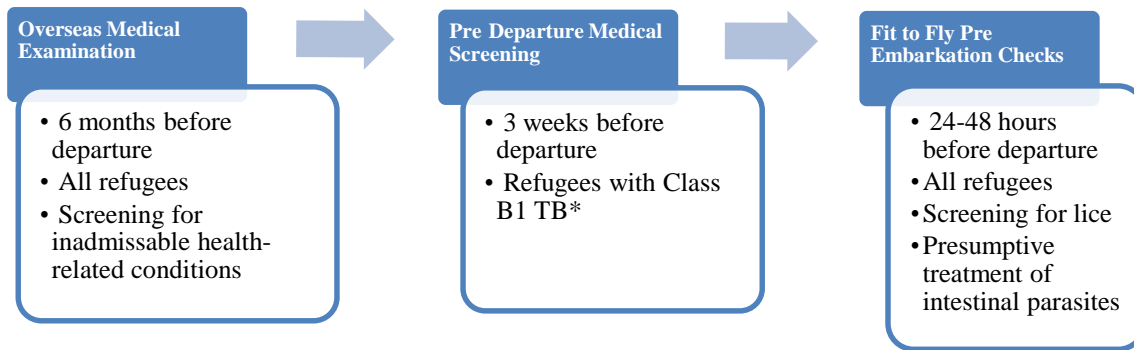 Overseas Medical
Examination
• 6 months before
departure
• All refugees
• Screening for
inadmissable health-
related conditions
Pre Departure Medical
Screening
• 3 weeks before
departure
• Refugees with Class
B1 TB*
Fit to Fly Pre
Embarkation Checks
• 24-48 hours
before departure
• All refugees
• Screening for lice
• Presumptive
treatment of
intestinal parasites